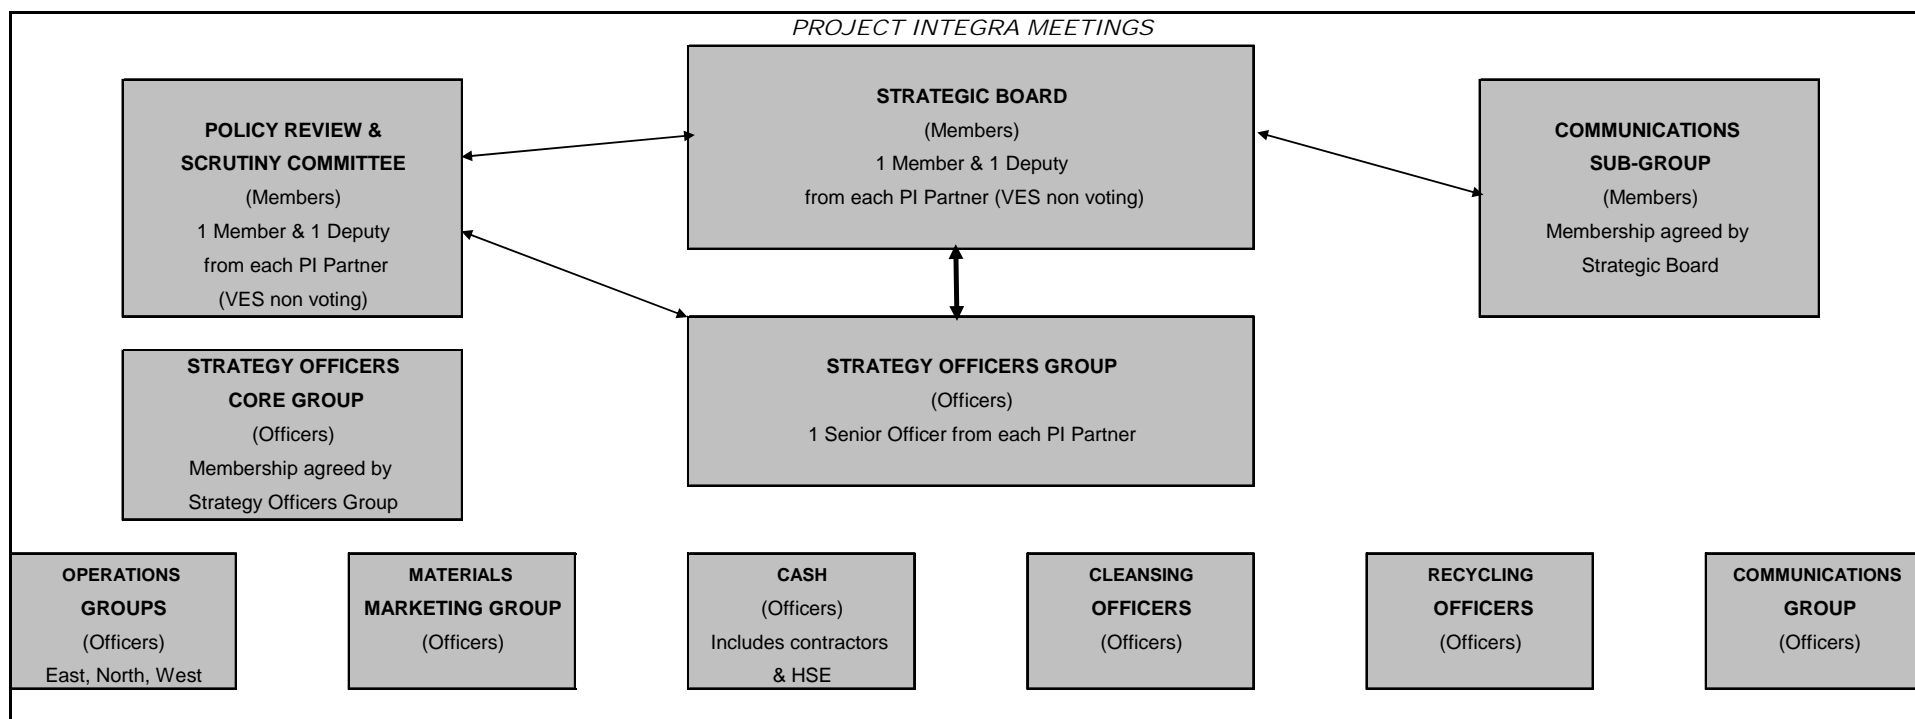 PROJECT INTEGRA MEETINGS
POLICY REVIEW &
SCRUTINY COMMITTEE
(Members)
1 Member & 1 Deputy
from each PI Partner
(VES non voting)
STRATEGIC BOARD
(Members)
1 Member & 1 Deputy
from each PI Partner (VES non voting)
COMMUNICATIONS
SUB-GROUP
(Members)
Membership agreed by
Strategic Board
STRATEGY OFFICERS
CORE GROUP
(Officers)
Membership agreed by
Strategy Officers Group
STRATEGY OFFICERS GROUP
(Officers)
1 Senior Officer from each PI Partner
OPERATIONS
GROUPS
(Officers)
East, North, West
MATERIALS
MARKETING GROUP
(Officers)
CASH
(Officers)
Includes contractors
& HSE
CLEANSING
OFFICERS
(Officers)
RECYCLING
OFFICERS
(Officers)
COMMUNICATIONS
GROUP
(Officers)